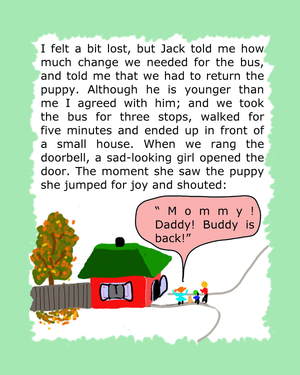 I felt a bit lost, but Jack told me how
much change we needed for the bus,
and told me that we had to return the
puppy. Although he is younger than
me I agreed with him; and we took
the bus for three stops, walked for
five minutes and ended up in front of
a small house. When we rang the
doorbell, a sad-looking girl opened the
door. The moment she saw the puppy
she jumped for joy and shouted:
“ M o m m y !
Daddy! Buddy is
back!”